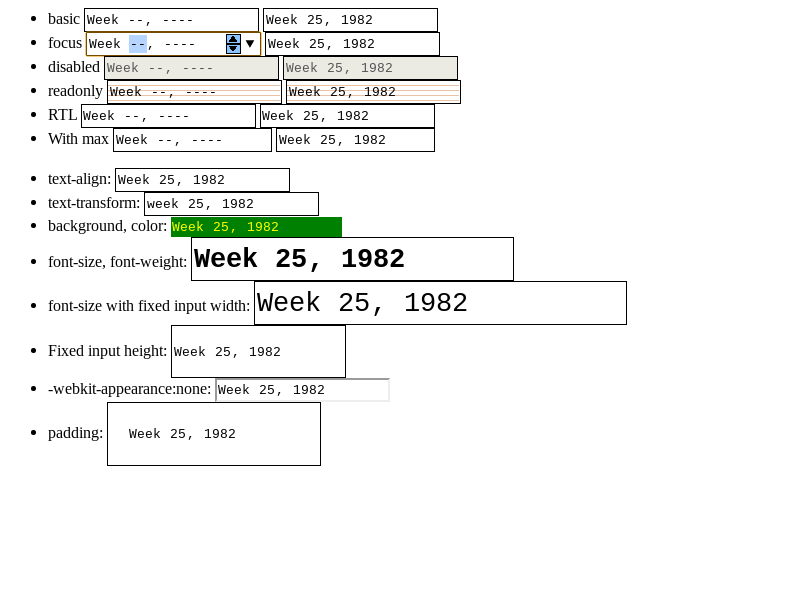 basic Week --, ---- Week 25, 1982
focus Week --, ---- Week 25, 1982
disabled Week --, ---- Week 25, 1982
readonly Week --, ---- Week 25, 1982
RTL Week --, ---- Week 25, 1982
With max Week --, ---- Week 25, 1982
text-align: Week 25, 1982
text-transform: week 25, 1982
background, color: Week 25, 1982
font-size, font-weight: Week 25, 1982
font-size with fixed input width: Week 25, 1982
Fixed input height: Week 25, 1982
-webkit-appearance:none: Week 25, 1982
padding: Week 25, 1982